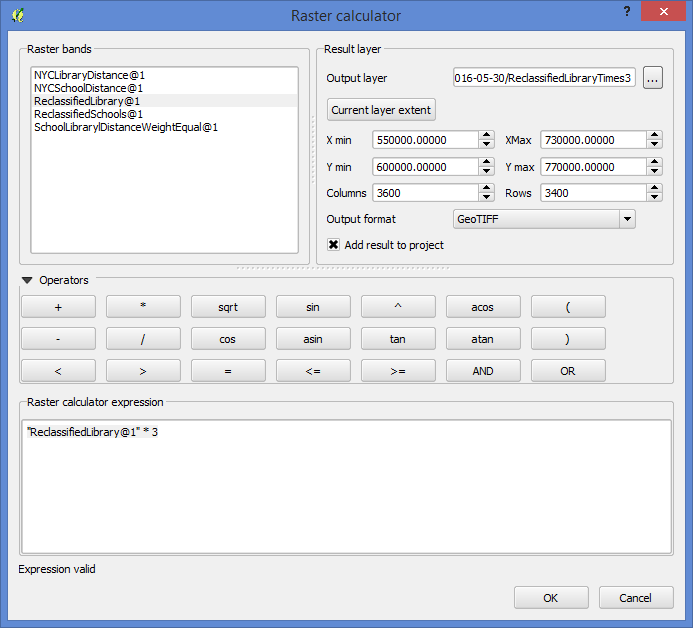 Raster calculator
?
Raster bands
NYCLibraryDistance@1
NYCSchoolDistance@1
ReclassifiedLibrary@1
ReclassifiedSchools@1
SchoolLibrarylDistanceWeightEqual@1
Result layer
Output layer 016-05-30/ReclassifiedLibraryTimes3 ...
Current layer extent
X min 550000.00000 XMax 730000.00000
Y min 600000.00000 Y max 770000.00000
Columns 3600 Rows 3400
Output format GeoTIFF
Add result to project
Operators
+ * sqrt sin ^ acos (
- / cos asin tan atan )
< > = <= >= AND OR
Raster calculator expression
"ReclassifiedLibrary@1" * 3
Expression valid
OK Cancel